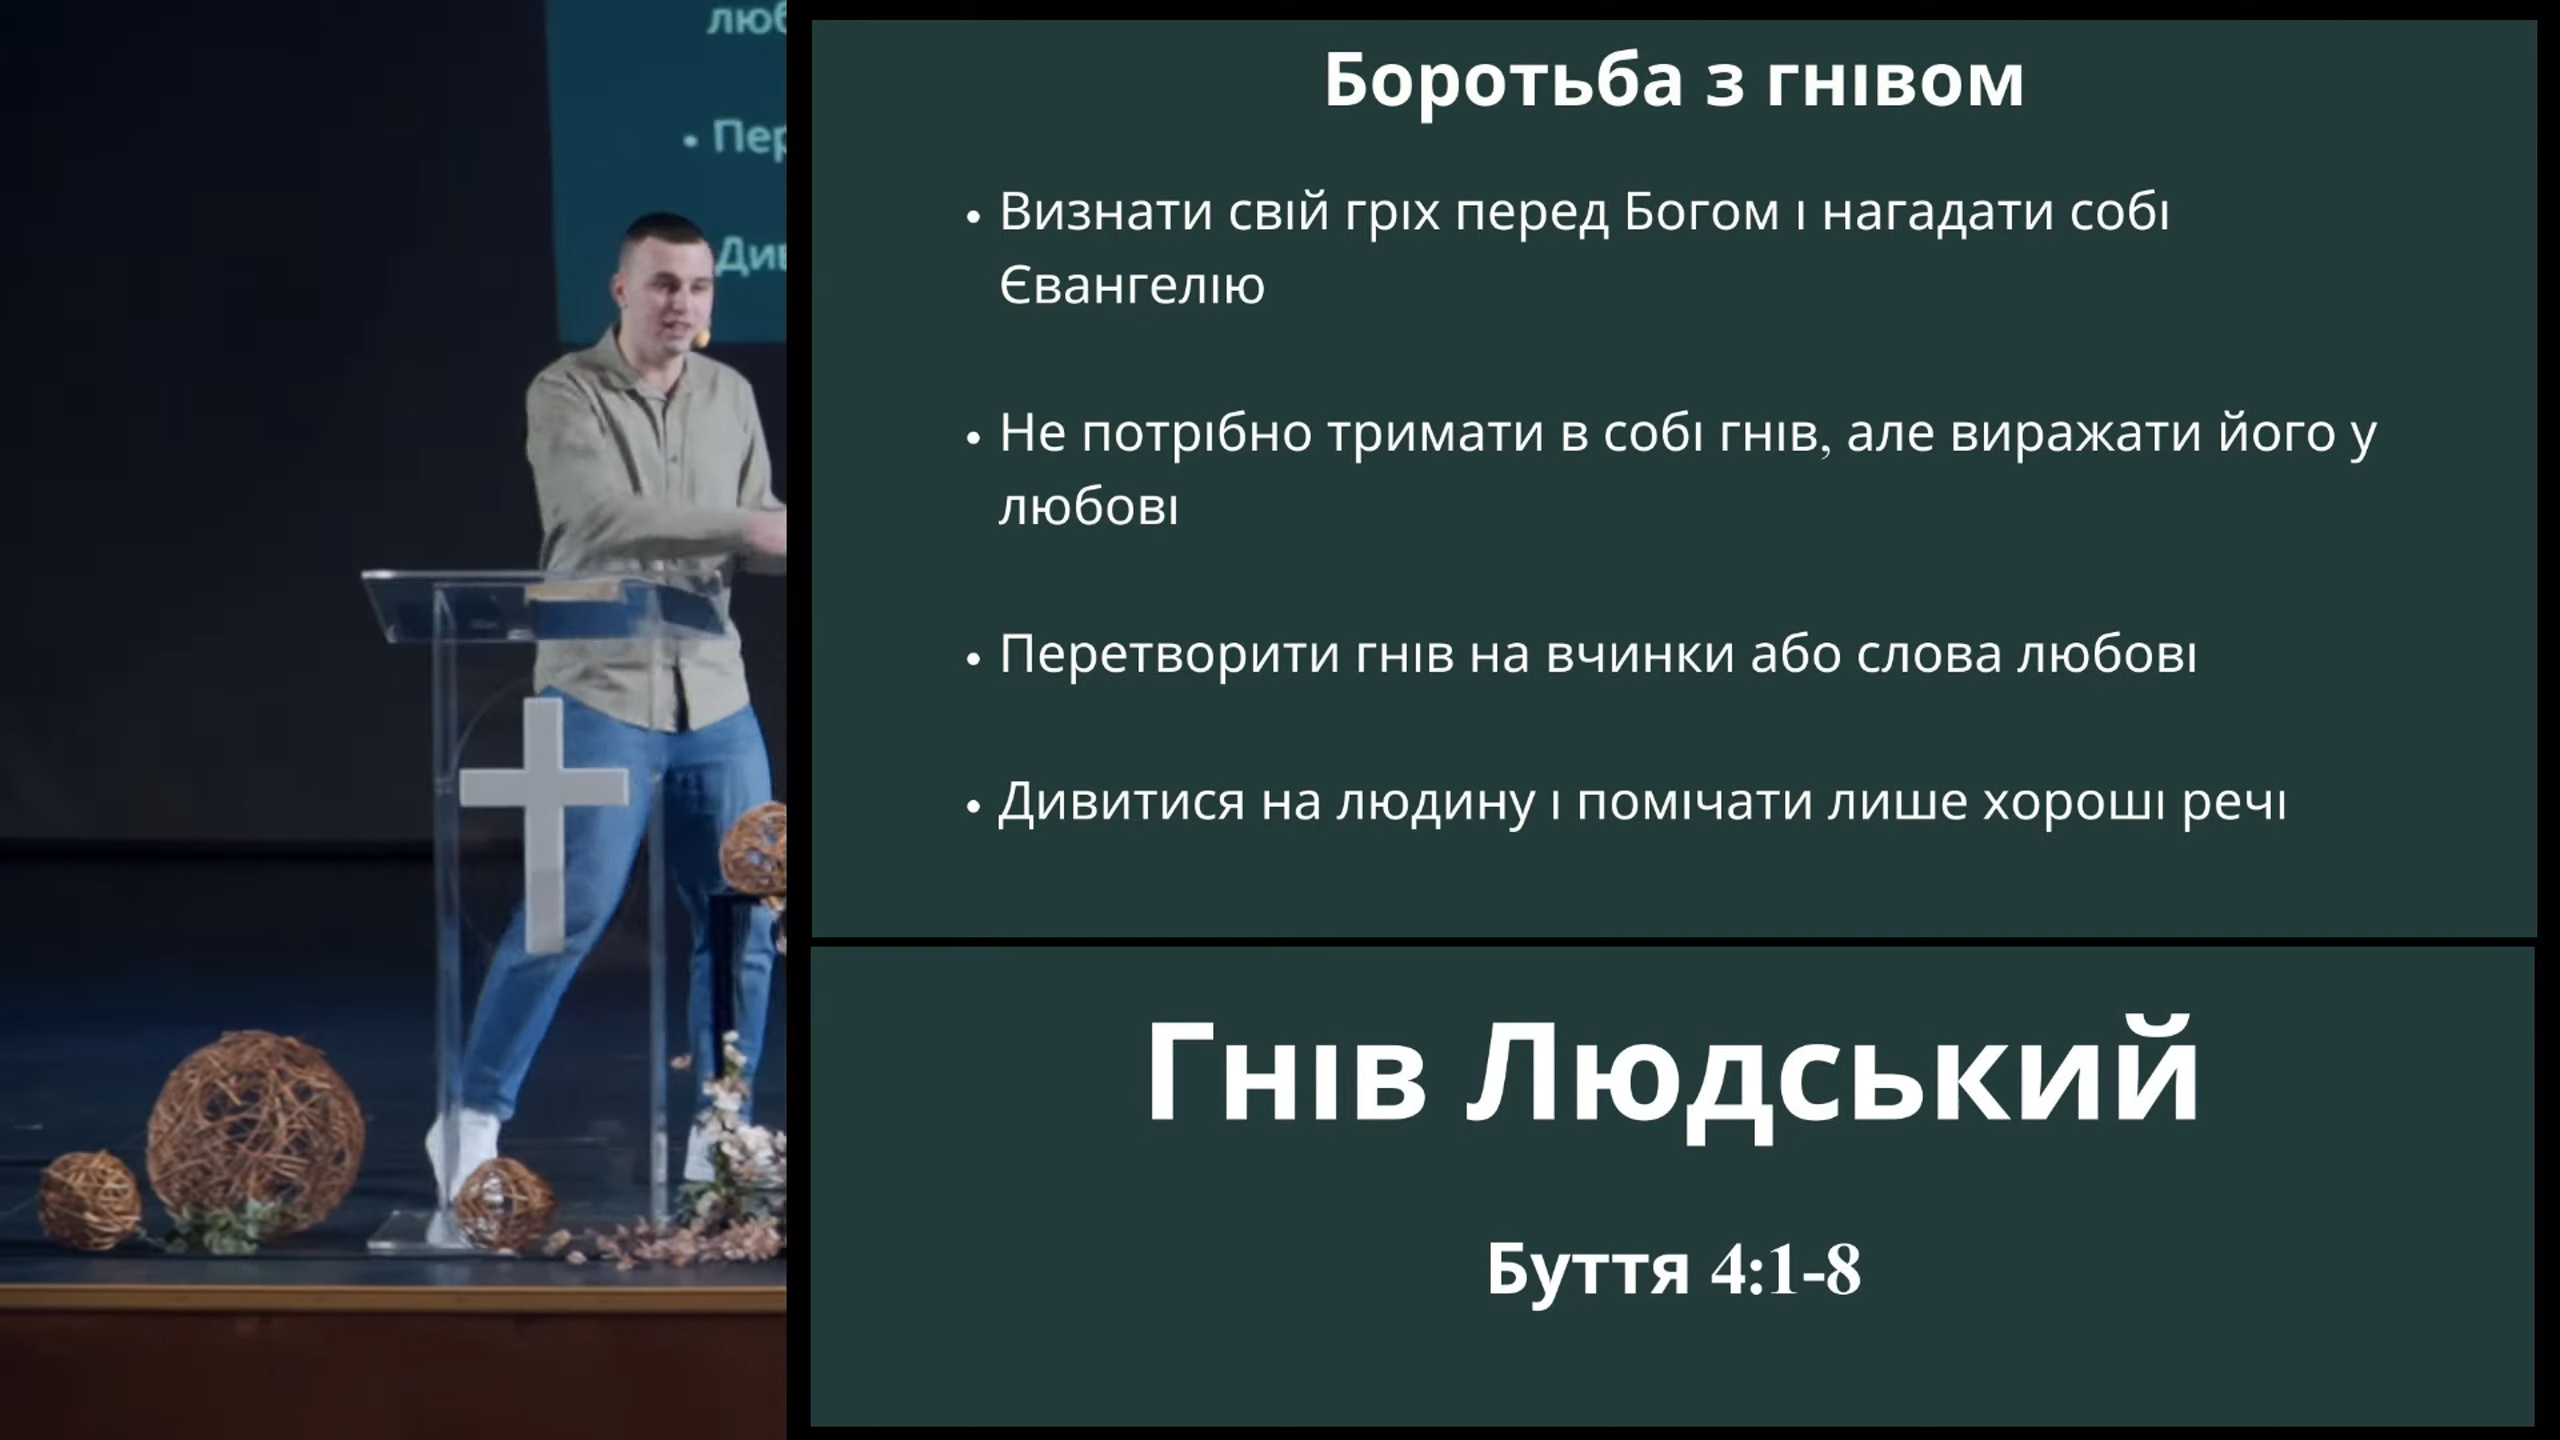 Боротьба з гнівом
• Визнати свій гріх перед Богом і нагадати собі
Євангелію
• Не потрібно тримати в собі гнів, але виражати його у
любові
• Перетворити гнів на вчинки або слова любові
• Дивитися на людину і помічати лише хороші речі
Гнів Людський
Буття 4:1-8